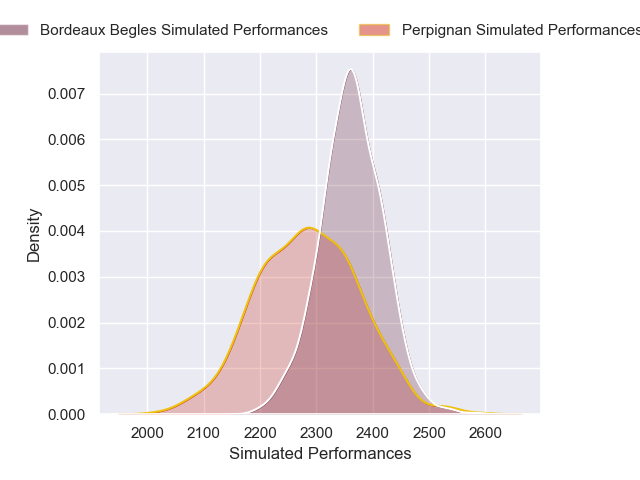 Bordeaux Begles Simulated Performances
Perpignan Simulated Performances
0.007
0.006
0.005
0.004
0.003
0.002
0.001
0.000
Density
2000 2100 2200 2300 2400 2500 2600
Simulated Performances